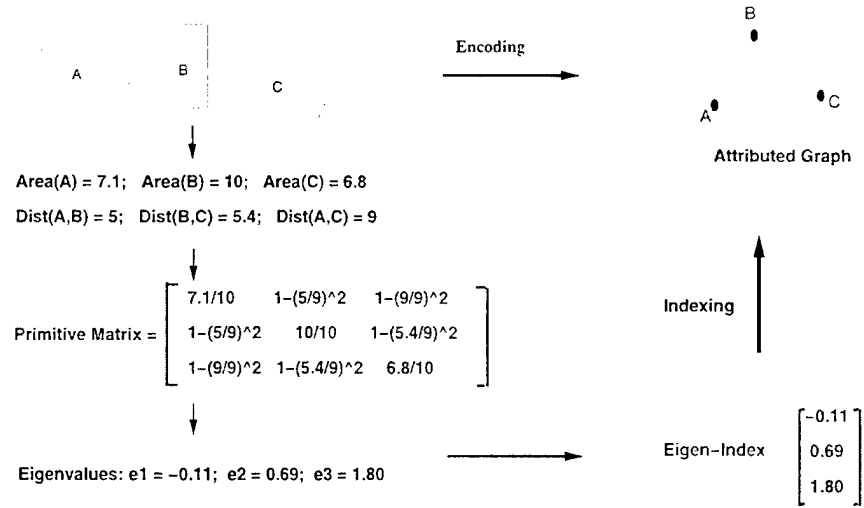 B
A
B
C
Encoding
A
C
Attributed Graph
Area(A) = 7.1; Area(B) = 10; Area(C) = 6.8
Dist(A,B) = 5; Dist(B,C) = 5.4; Dist(A,C) = 9
7.1/10 1−(5/9)^2 1−(9/9)^2
Primitive Matrix = 1−(5/9)^2 10/10 1−(5.4/9)^2
1−(9/9)^2 1−(5.4/9)^2 6.8/10
Indexing
Eigenvalues: e1 = −0.11; e2 = 0.69; e3 = 1.80
Eigen−Index
−0.11
0.69
1.80